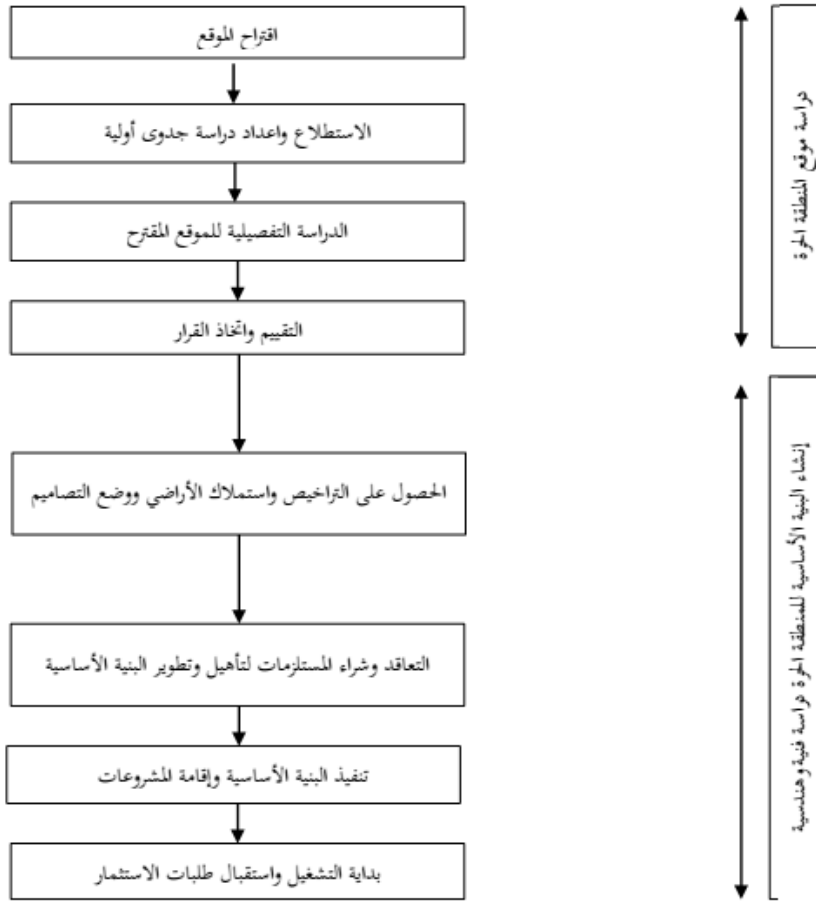 اقتراح الموقع
الاستطلاع واعداد دراسة جدوى أولية
الدراسة التفصيلية للموقع المقترح
التقييم واتخاذ القرار
دراسة موقع المنطقة الحرة
الحصول على التراخيص واستملاك الأراضي ووضع التصاميم
التعاقد وشراء المستلزمات لتأهيل وتطوير البنية الأساسية
تنفيذ البنية الأساسية وإقامة المشروعات
بداية التشغيل واستقبال طلبات الاستثمار
إنشاء البنية الأساسية للمنطقة الحرة دراسة فنية وهندسية